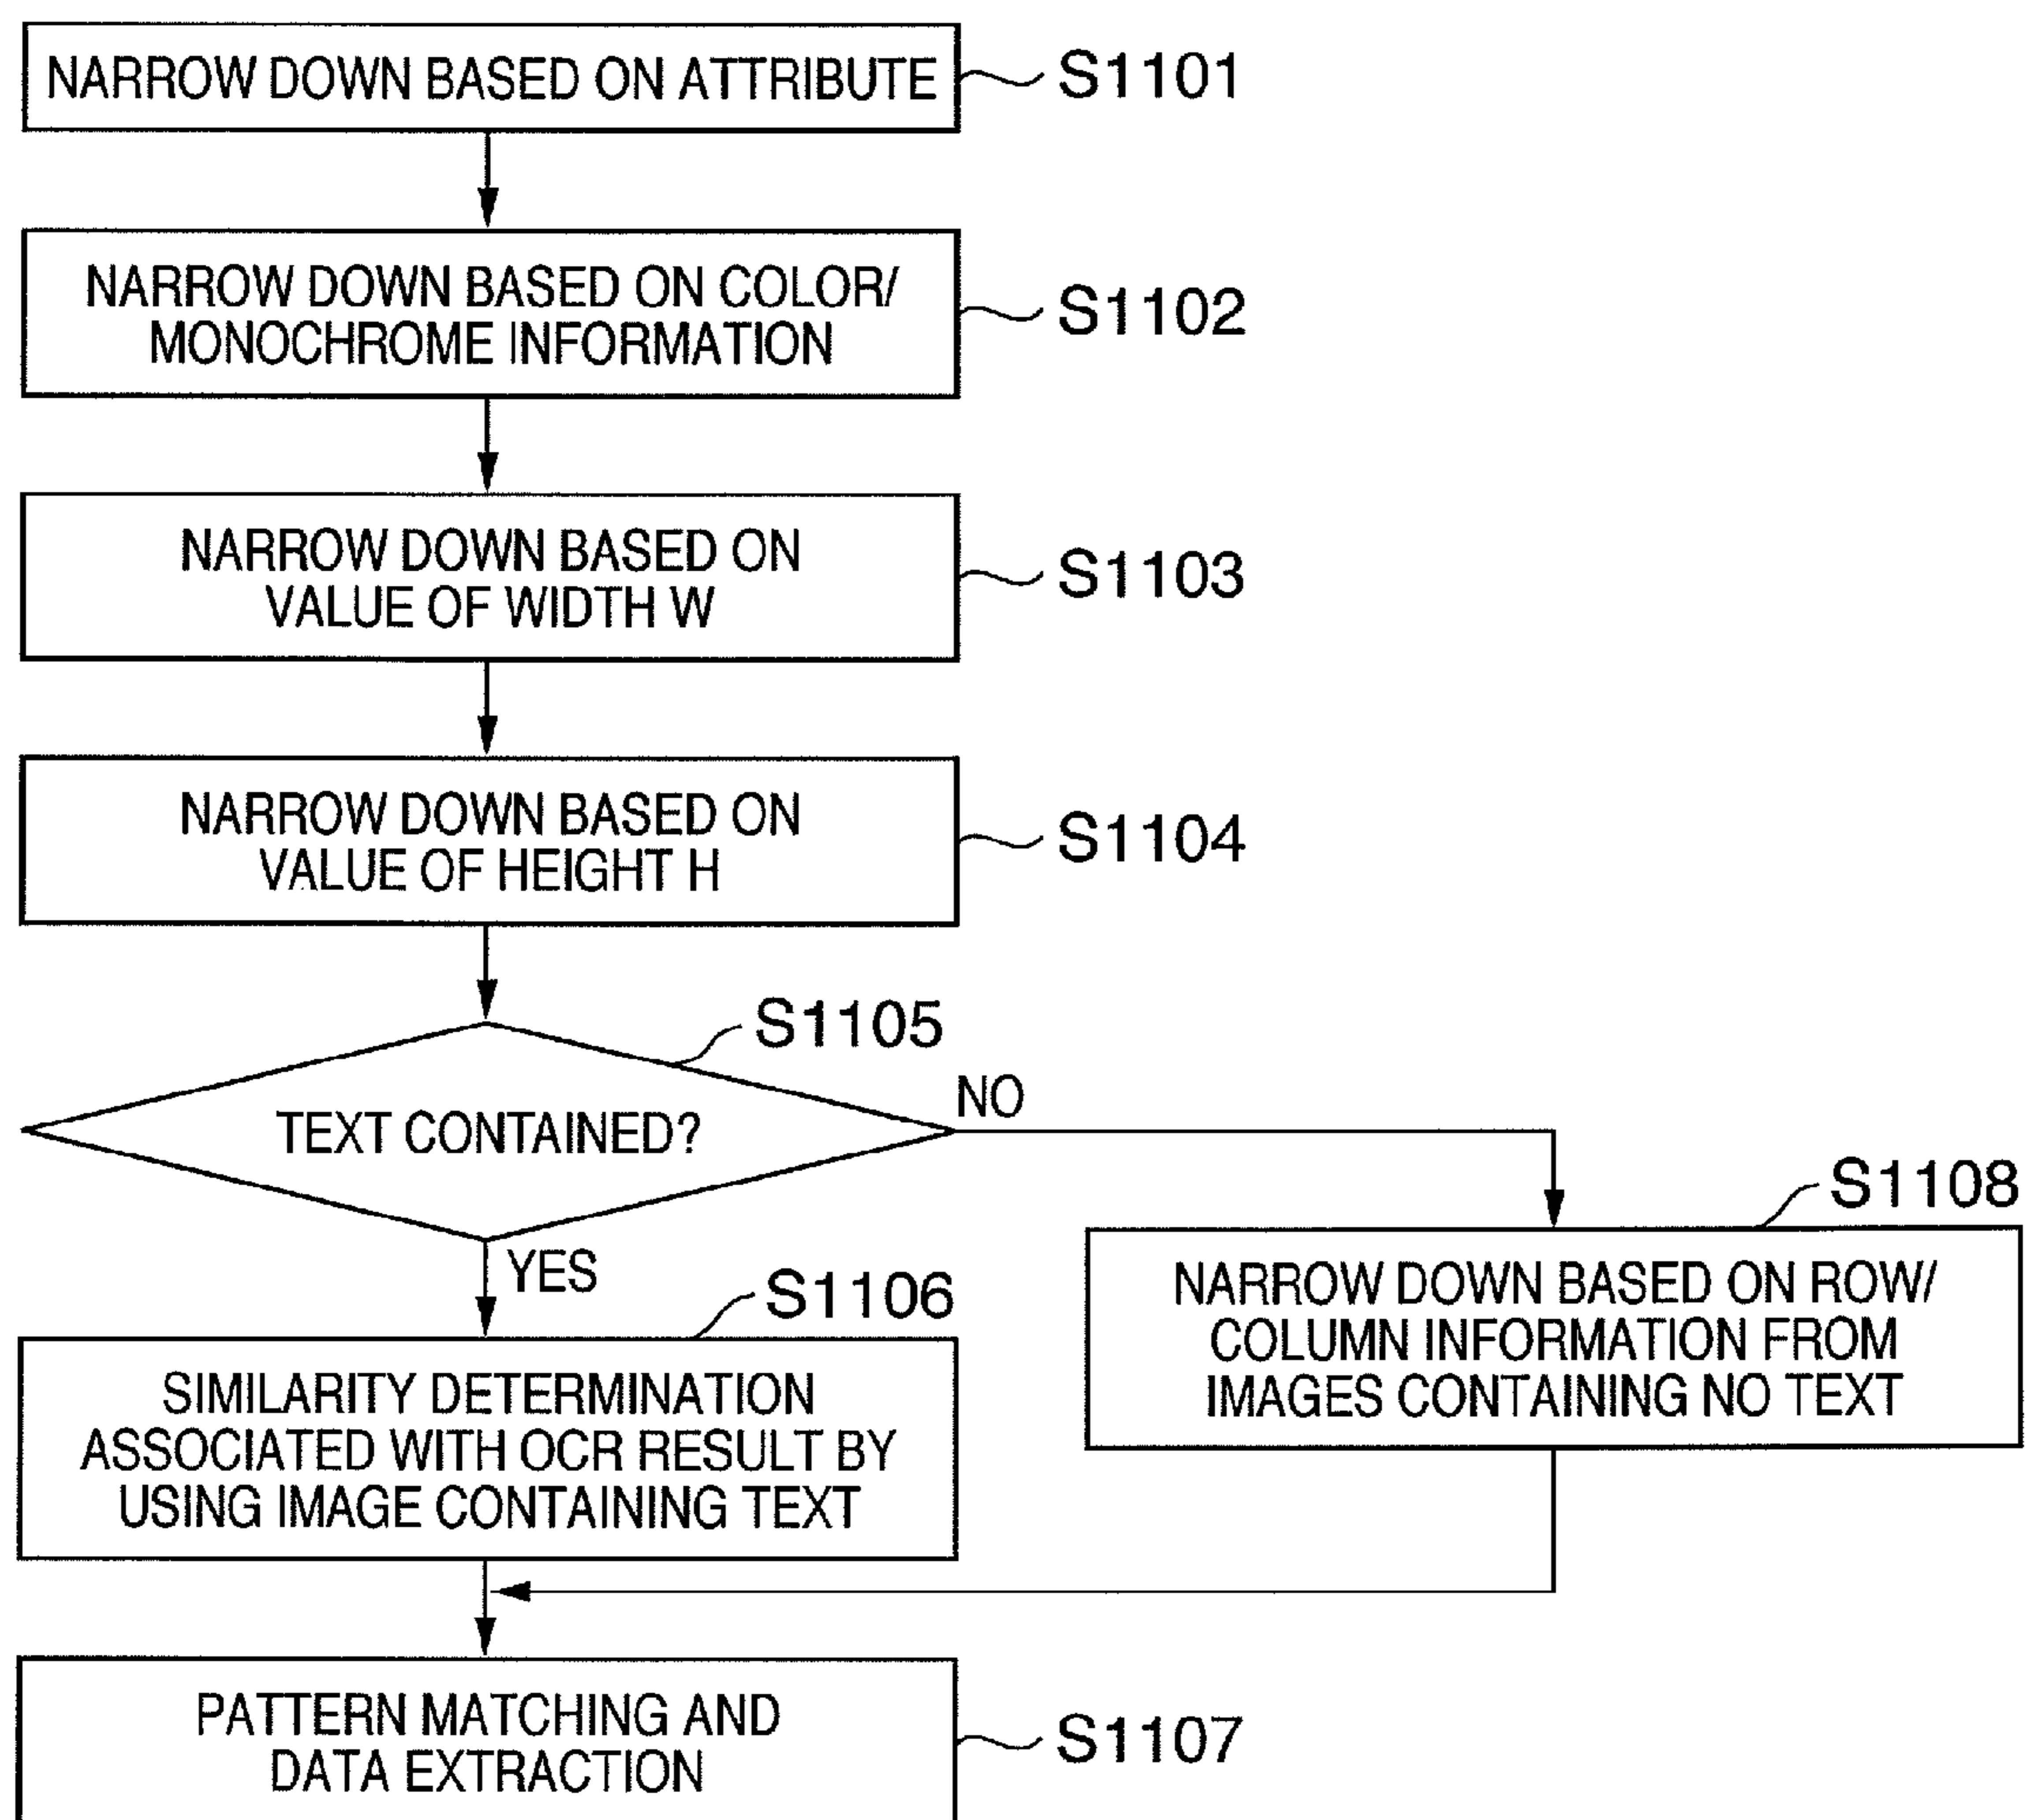 NARROW DOWN BASED ON ATTRIBUTE
S1101
NARROW DOWN BASED ON COLOR/
MONOCHROME INFORMATION
S1102
NARROW DOWN BASED ON
VALUE OF WIDTH W
S1103
NARROW DOWN BASED ON
VALUE OF HEIGHT H
S1104
S1105
TEXT CONTAINED?
NO
YES
S1108
NARROW DOWN BASED ON ROW/
COLUMN INFORMATION FROM
IMAGES CONTAINING NO TEXT
S1106
SIMILARITY DETERMINATION
ASSOCIATED WITH OCR RESULT BY
USING IMAGE CONTAINING TEXT
PATTERN MATCHING AND
DATA EXTRACTION
S1107